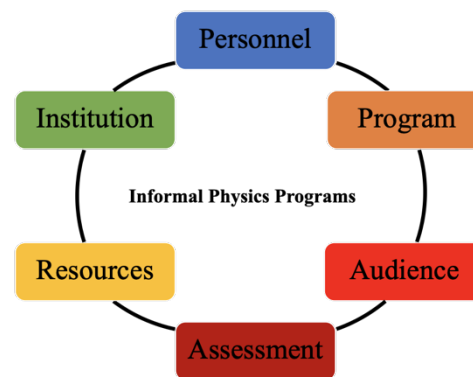 Personnel
Institution
Program
Informal Physics Programs
Resources
Audience
Assessment